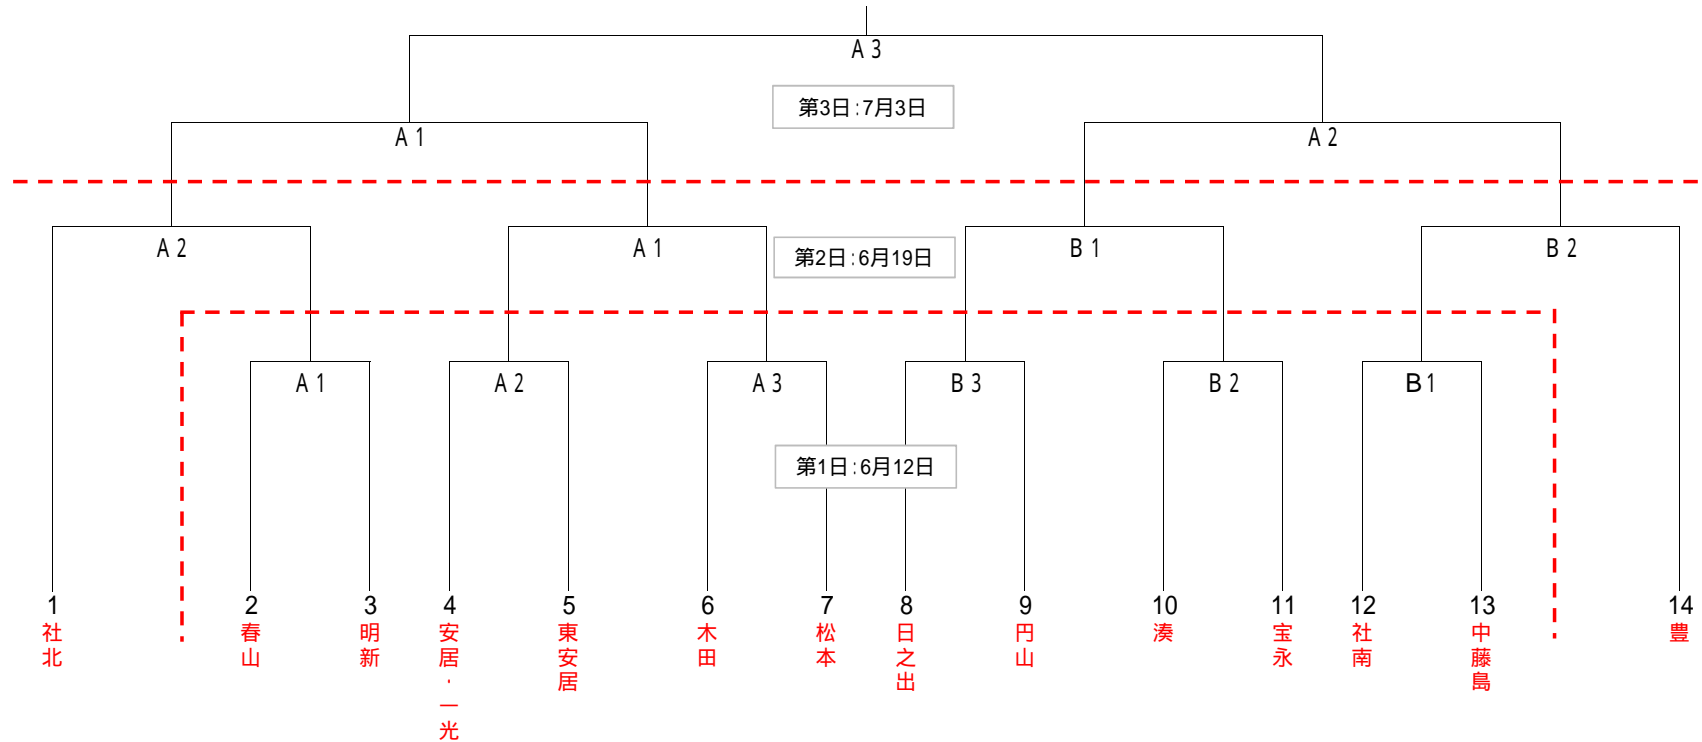 A 3
第3日:7月3日
A 1
A 2
A 2
A 1
第2日:6月19日
B 1
B 2
A 1
A 2
A 3
B 3
B 2
B 1
第1日:6月12日
1
2
3
4
5
6
7
8
9
10
11
12
13
14
社北
春山
明新
安居・一光
東安居
木田
松本
日之出
円山
湊
宝永
社南
中藤島
豊